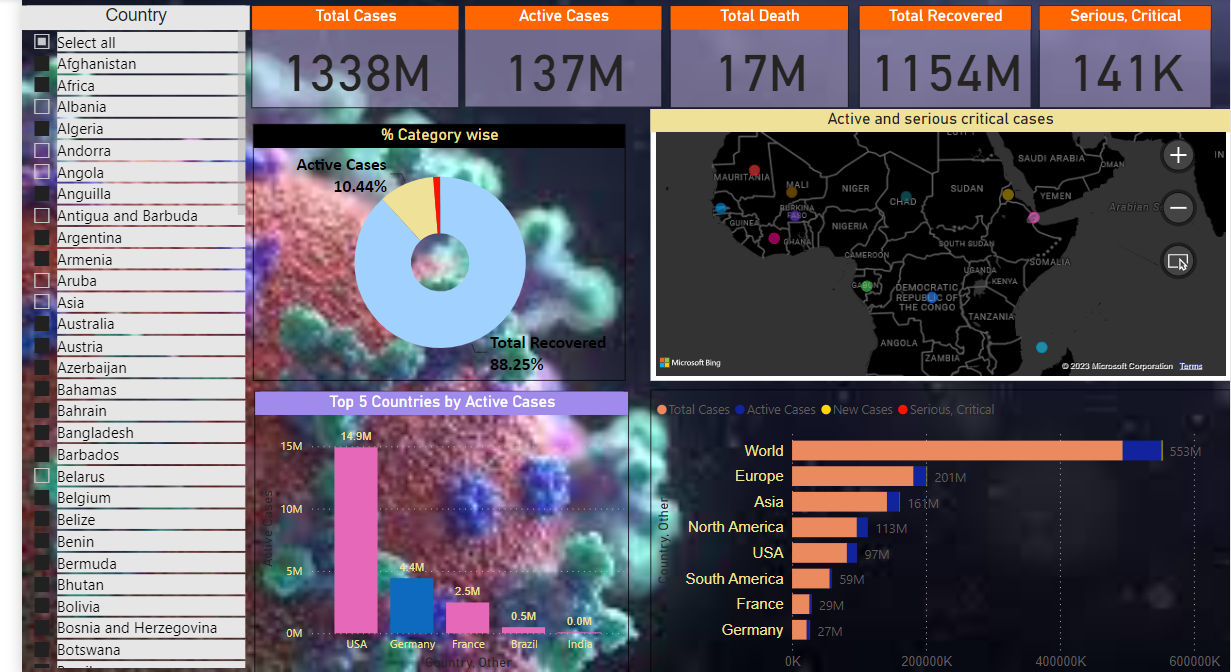 Country
Select all
Afghanistan
Africa
Albania
Algeria
Andorra
Angola
Anguilla
Antigua and Barbuda
Argentina
Armenia
Aruba
Asia
Australia
Austria
Azerbaijan
Bahamas
Bahrain
Bangladesh
Barbados
Belarus
Belgium
Belize
Benin
Bermuda
Bhutan
Bolivia
Bosnia and Herzegovina
Botswana
Total Cases
1338M
Active Cases
137M
Total Death
17M
Total Recovered
1154M
Serious, Critical
141K
% Category wise
Active Cases
10.44%
Total Recovered
88.25%
Active and serious critical cases
EGYPT
SAUDI ARABIA
OMAN
IN
MAURITANIA
MALI
NIGER
SUDAN
YEMEN
Arabian S
CHAD
BURKINA
FASO
GUINEA
GHANA
NIGERIA
SOUTH SUDAN
CAMEROON
SOMALIA
UGANDA
KENYA
GABON
DEMOCRATIC
REPUBLIC OF
THE CONGO
TANZANIA
ANGOLA
ZAMBIA
Microsoft Bing
© 2023 Microsoft Corporation Terms
Top 5 Countries by Active Cases
Active Cases
15M
10M
5M
0M
14.9M
4.4M
2.5M
0.5M
0.0M
USA
Germany
France
Brazil
India
Country, Other
Total Cases
Active Cases
New Cases
Serious, Critical
Country, Other
World
553M
Europe
201M
Asia
161M
North America
113M
USA
97M
South America
59M
France
29M
Germany
27M
0K
200000K
400000K
600000K